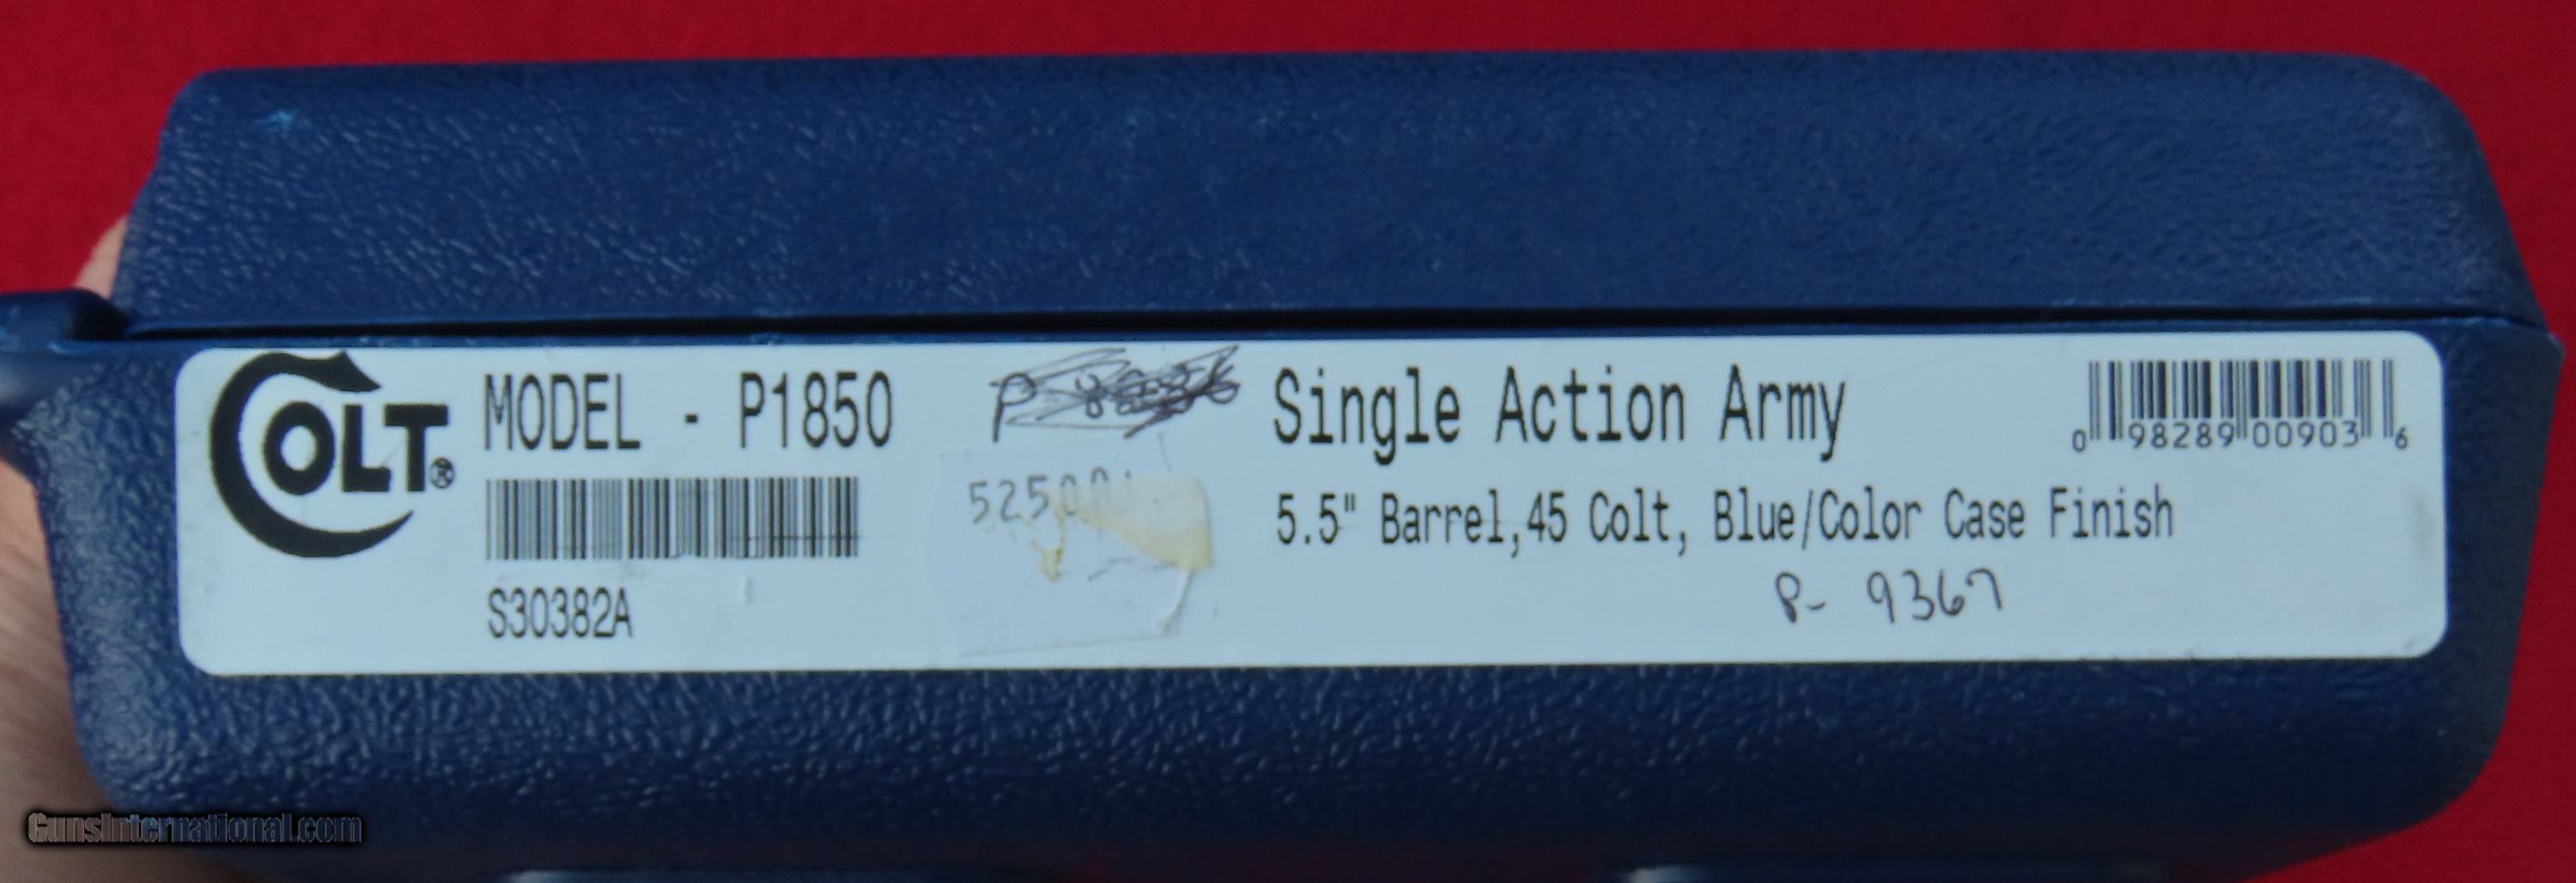 COLT® MODEL - P1850 Single Action Army
0 98289 00903 6
5.5" Barrel,45 Colt, Blue/Color Case Finish
S30382A
P- 9367
GunsInternational.com